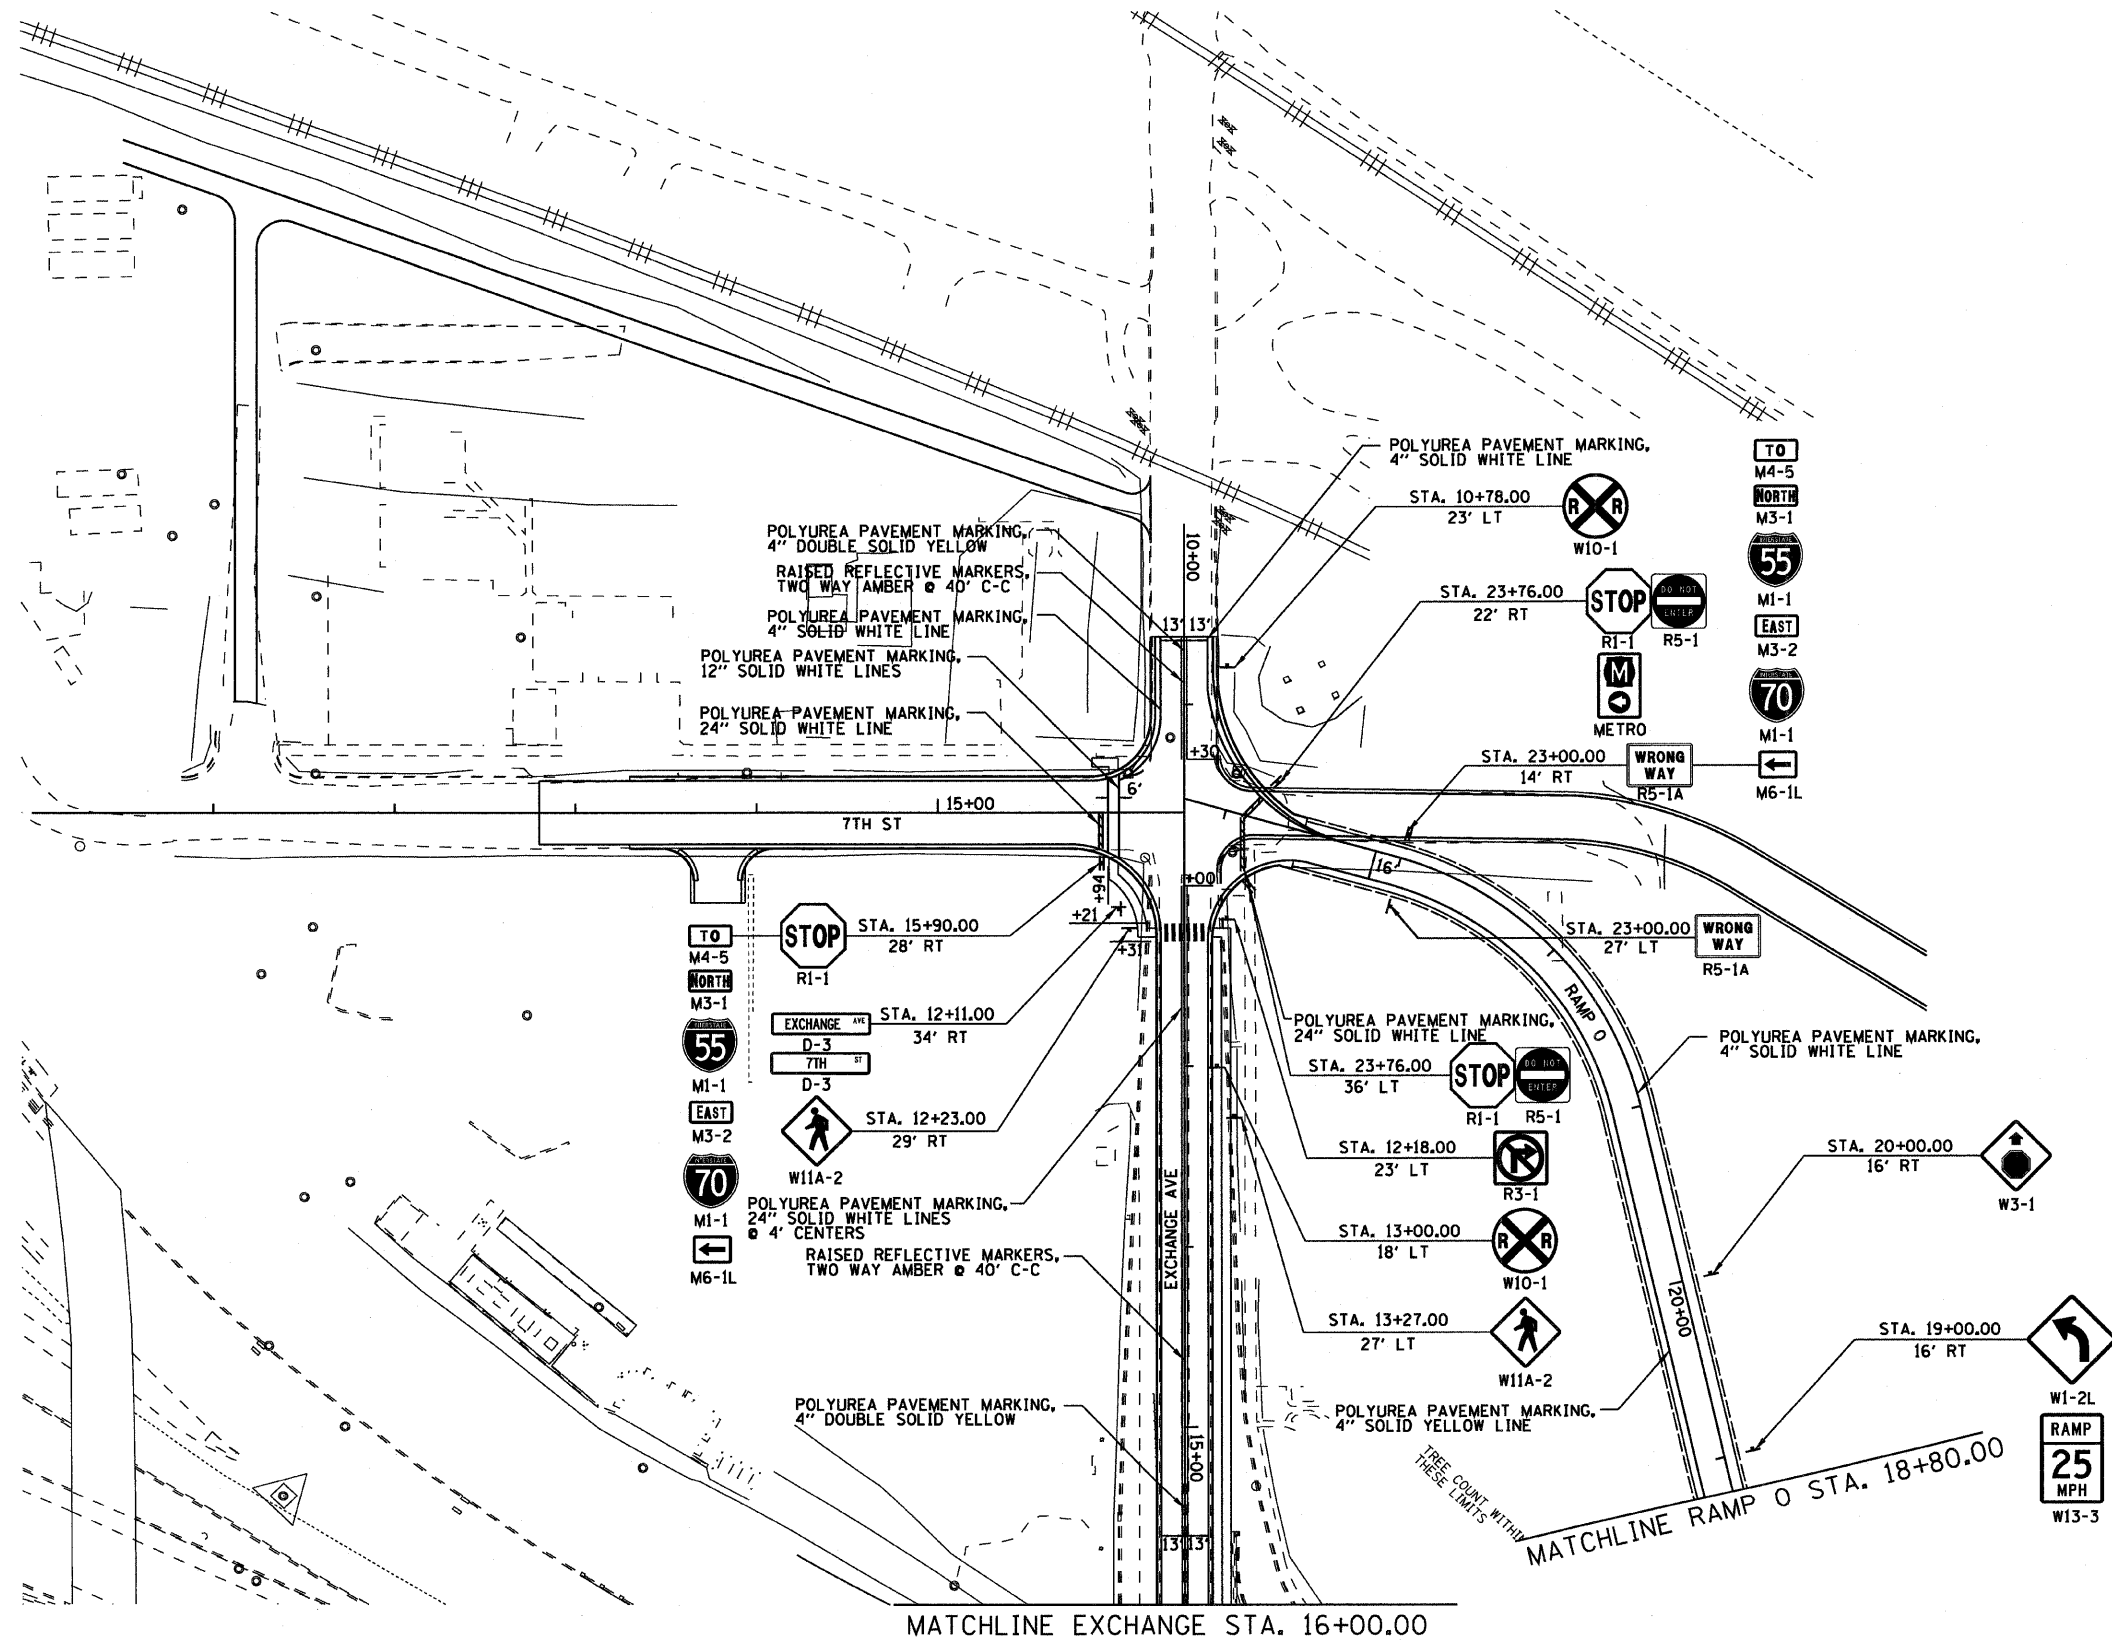 POLYUREA PAVEMENT MARKING,
4" SOLID WHITE LINE
STA. 10+78.00
23' LT
R R
W10-1
TO
M4-5
NORTH
M3-1
INTERSTATE
55
M1-1
EAST
M3-2
INTERSTATE
70
M1-1
M6-1L
POLYUREA PAVEMENT MARKING,
4" DOUBLE SOLID YELLOW
RAISED REFLECTIVE MARKERS,
TWO WAY AMBER @ 40' C-C
POLYUREA PAVEMENT MARKING,
4" SOLID WHITE LINE
POLYUREA PAVEMENT MARKING,
12" SOLID WHITE LINES
POLYUREA PAVEMENT MARKING,
24" SOLID WHITE LINE
10+00
13' 13'
STA. 23+76.00
22' RT
STOP
R1-1
DO NOT
ENTER
R5-1
M
METRO
STA. 23+00.00
14' RT
WRONG
WAY
R5-1A
+30
6'
15+00
7TH ST
+94
+00
16'
+21
+31
STA. 23+00.00
27' LT
WRONG
WAY
R5-1A
RAMP O
TO
M4-5
NORTH
M3-1
INTERSTATE
55
M1-1
EAST
M3-2
INTERSTATE
70
M1-1
M6-1L
STOP
R1-1
STA. 15+90.00
28' RT
EXCHANGE AVE
D-3
7TH ST
D-3
STA. 12+11.00
34' RT
STA. 12+23.00
29' RT
W11A-2
POLYUREA PAVEMENT MARKING,
24" SOLID WHITE LINES
@ 4' CENTERS
RAISED REFLECTIVE MARKERS,
TWO WAY AMBER @ 40' C-C
POLYUREA PAVEMENT MARKING,
4" DOUBLE SOLID YELLOW
EXCHANGE AVE
15+00
13' 13'
POLYUREA PAVEMENT MARKING,
24" SOLID WHITE LINE
STA. 23+76.00
36' LT
STOP
R1-1
DO NOT
ENTER
R5-1
STA. 12+18.00
23' LT
R3-1
STA. 13+00.00
18' LT
R R
W10-1
STA. 13+27.00
27' LT
W11A-2
POLYUREA PAVEMENT MARKING,
4" SOLID YELLOW LINE
POLYUREA PAVEMENT MARKING,
4" SOLID WHITE LINE
STA. 20+00.00
16' RT
W3-1
20+00
STA. 19+00.00
16' RT
W1-2L
RAMP
25
MPH
W13-3
TREE COUNT WITHIN
THESE LIMITS
MATCHLINE RAMP O STA. 18+80.00
MATCHLINE EXCHANGE STA. 16+00.00